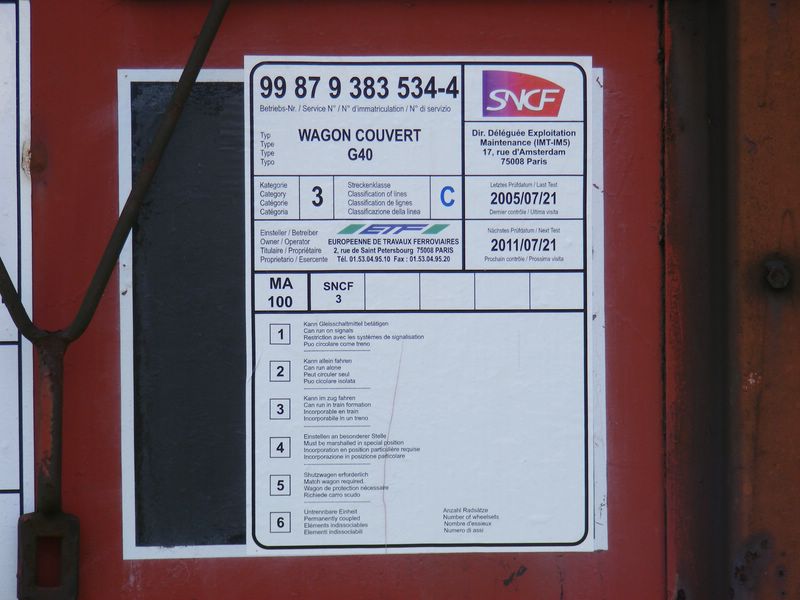 99 87 9 383 534-4
Betriebs-Nr. / Service N° / N° d'immatriculation / N° di servizio
SNCF
Typ
Type
Type
Typo
WAGON COUVERT
G40
Dir. Déléguée Exploitation
Maintenance (IMT-IM5)
17, rue d'Amsterdam
75008 Paris
Kategorie
Category
Catégorie
Catégoria
3
Streckenklasse
Classification of lines
Classification de lignes
Classificazione della linea
C
Letztes Prüfdatum / Last Test
2005/07/21
Dernier contrôle / Ultima visita
Einsteller / Betreiber
Owner / Operator
Titulaire / Propriétaire
Proprietario / Esercente
ETF
EUROPEENNE DE TRAVAUX FERROVIAIRES
2, rue de Saint Petersbourg 75008 PARIS
Tél. 01.53.04.95.10 Fax : 01.53.04.95.20
Nächstes Prüfdatum / Next Test
2011/07/21
Prochain contrôle / Prossima visita
MA
100
SNCF
3
1
Kann Gleisschaltmittel betätigen
Can run on signals
Restriction avec les systèmes de signalisation
Puo circolare come treno
2
Kann allein fahren
Can run alone
Peut circuler seul
Puo cicolare isolata
3
Kann im zug fahren
Can run in train formation
Incorporable en train
Incorporabile in un treno
4
Einstellen an besonderer Stelle
Must be marshalled in special position
Incorporation en position particulière requise
Incorporazione in posizione particolare
5
Schutzwagen erforderlich
Match wagon required.
Wagon de protection nécessaire
Richiede carro scudo
6
Untrennbare Einheit
Permanently coupled
Eléments indissociables
Elementi indissociabili
Anzahl Radsätze
Number of wheelsets
Nombre d'essieux
Numero di assi